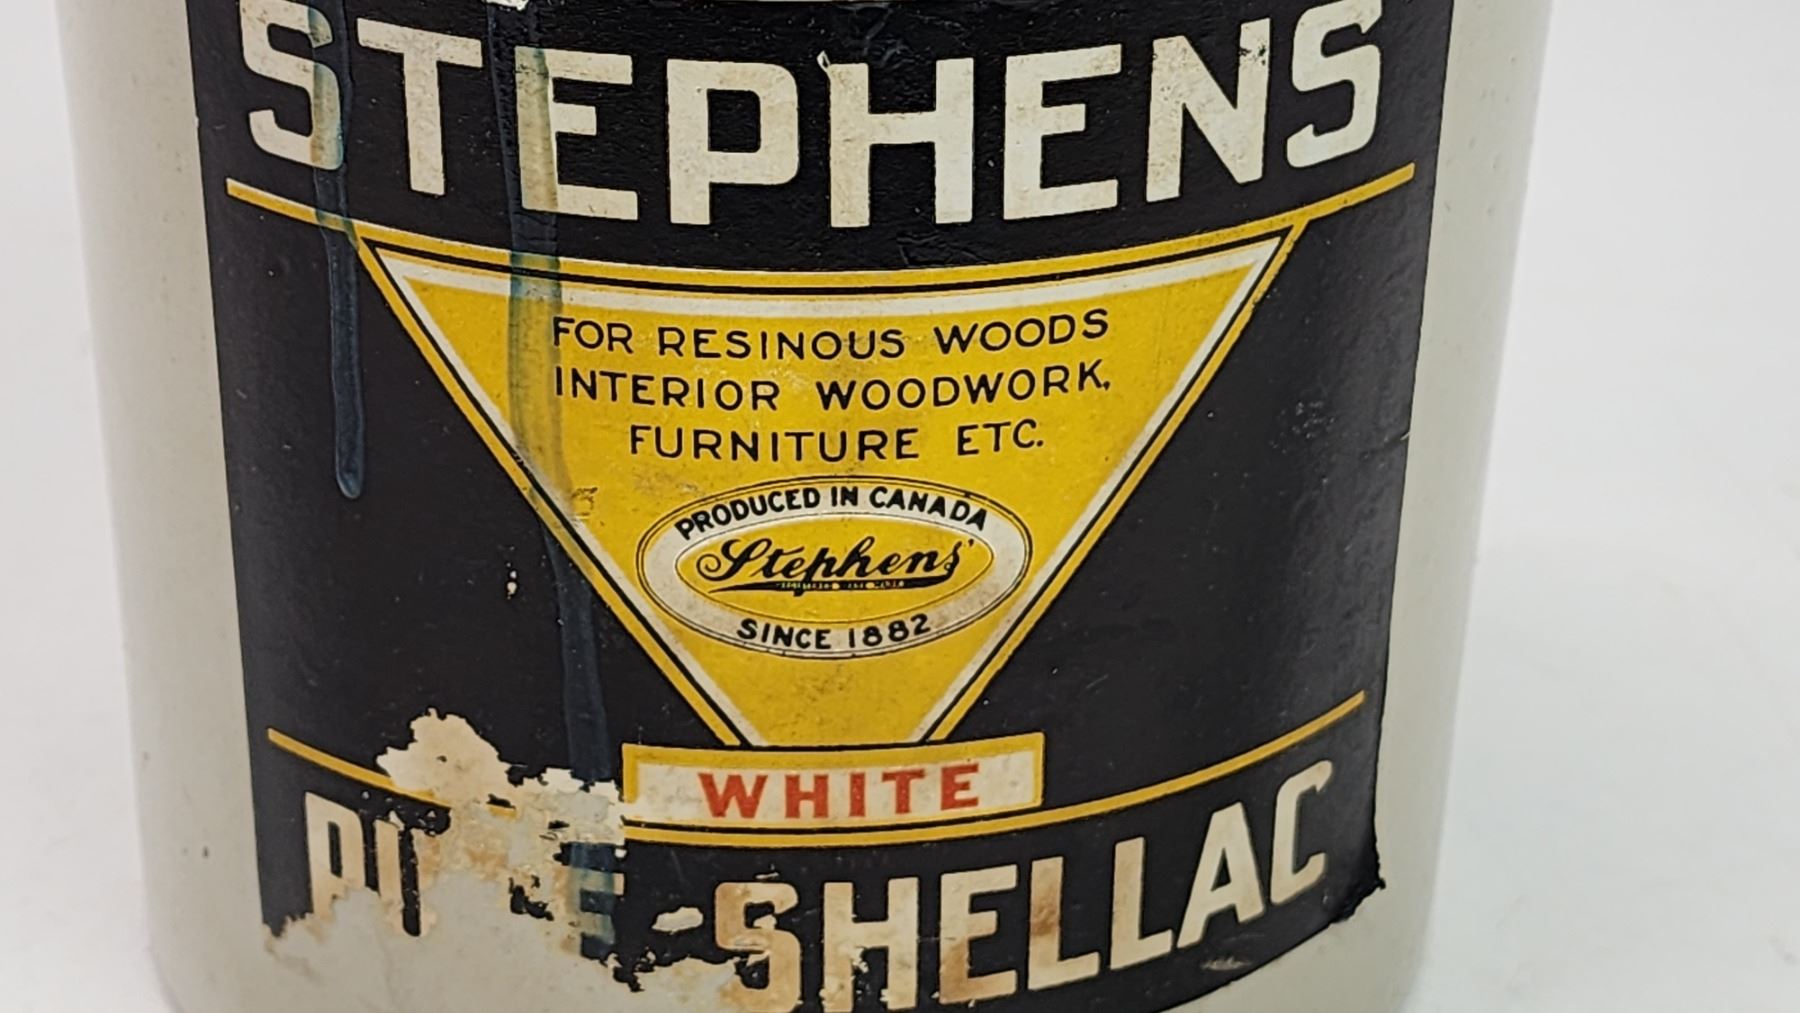 STEPHENS
FOR RESINOUS WOODS
INTERIOR WOODWORK,
FURNITURE ETC.
PRODUCED IN CANADA
Stephens'
SINCE 1882
WHITE
SHELLAC